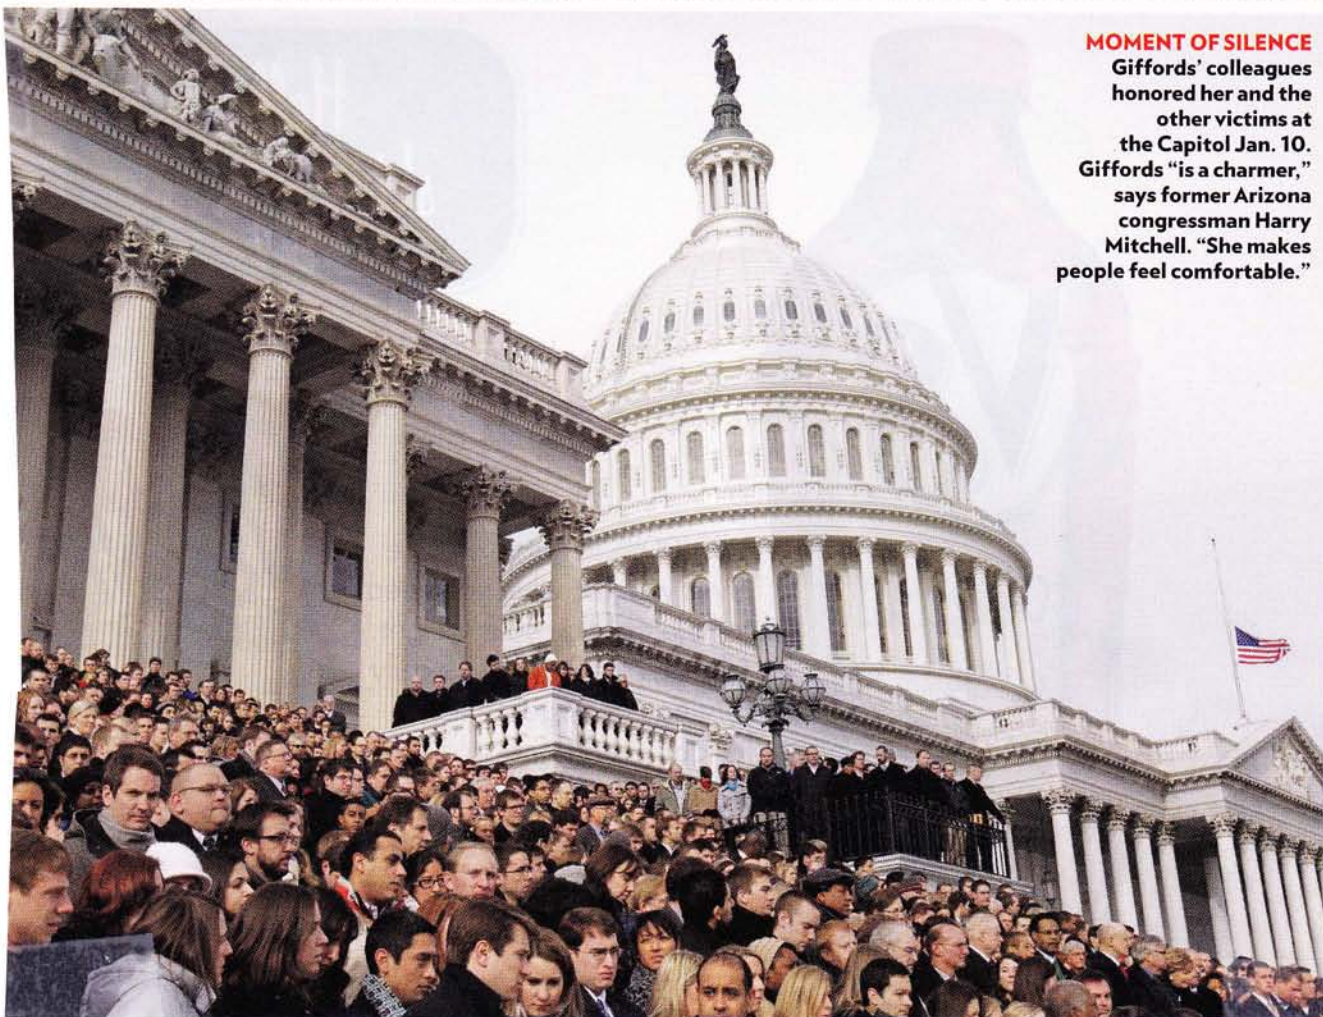 MOMENT OF SILENCE
Giffords’ colleagues
honored her and the
other victims at
the Capitol Jan. 10.
Giffords “is a charmer,”
says former Arizona
congressman Harry
Mitchell. “She makes
people feel comfortable.”